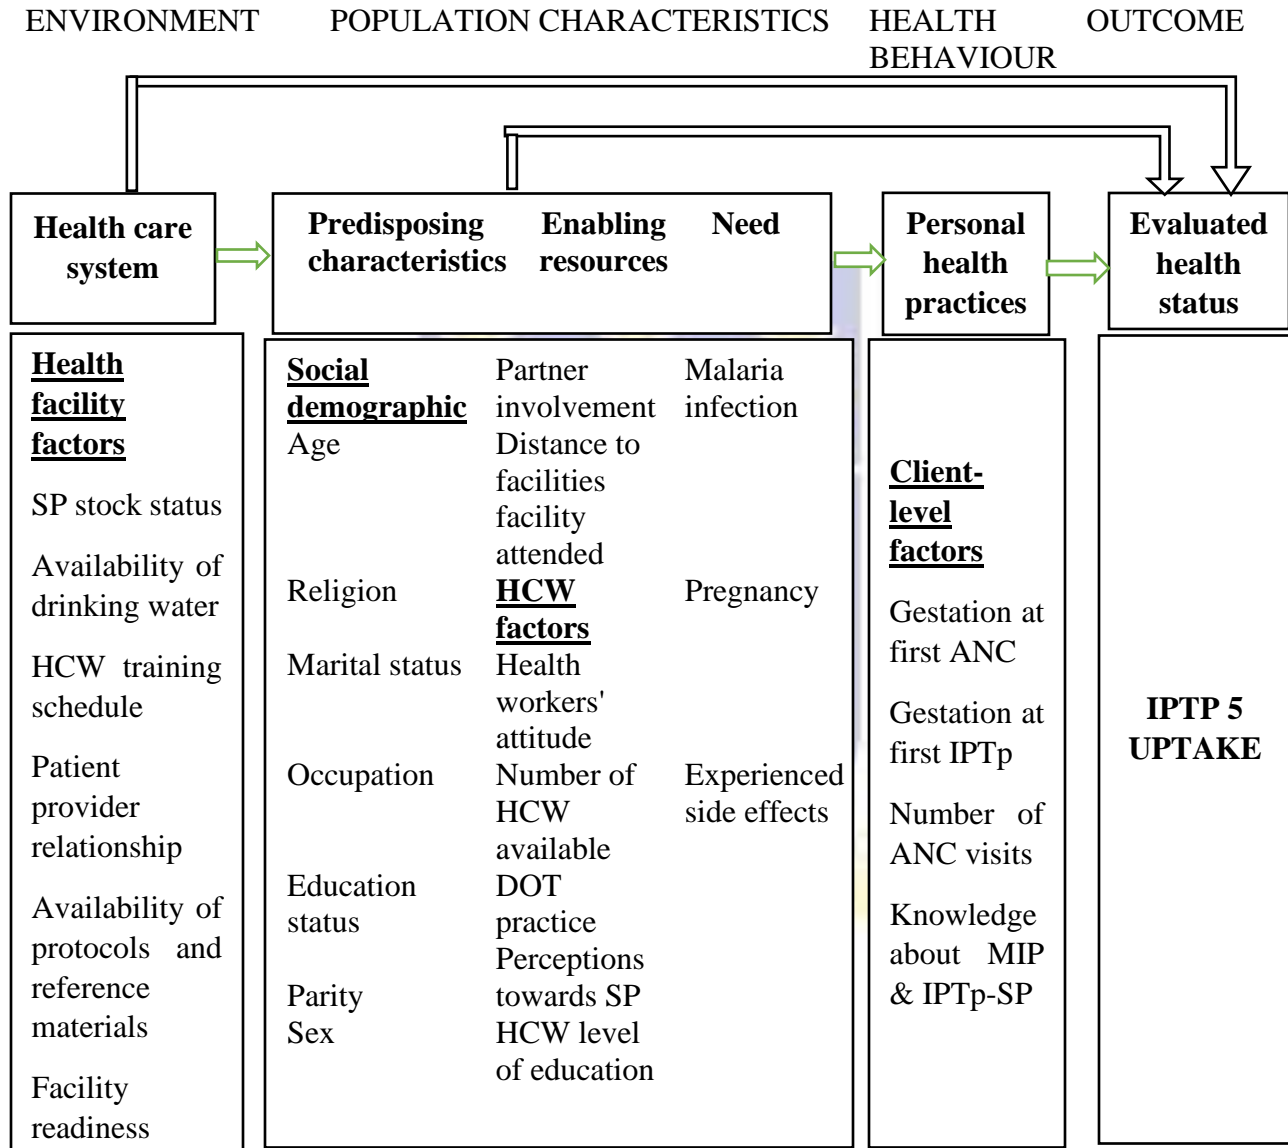 ENVIRONMENT POPULATION CHARACTERISTICS HEALTH BEHAVIOUR OUTCOME
Health care
system
Predisposing
characteristics
Enabling
resources
Need
Personal
health
practices
Evaluated
health
status
Health
facility
factors
SP stock status
Availability of
drinking water
HCW training
schedule
Patient
provider
relationship
Availability of
protocols and
reference
materials
Facility
readiness
Social
demographic
Age
Religion
Marital status
Occupation
Education
status
Parity
Sex
Partner
involvement
Distance to
facilities
facility
attended
HCW
factors
Health
workers'
attitude
Number of
HCW
available
DOT
practice
Perceptions
towards SP
HCW level
of education
Malaria
infection
Pregnancy
Experienced
side effects
Client-
level
factors
Gestation at
first ANC
Gestation at
first IPTp
Number of
ANC visits
Knowledge
about MIP
& IPTp-SP
IPTP 5
UPTAKE